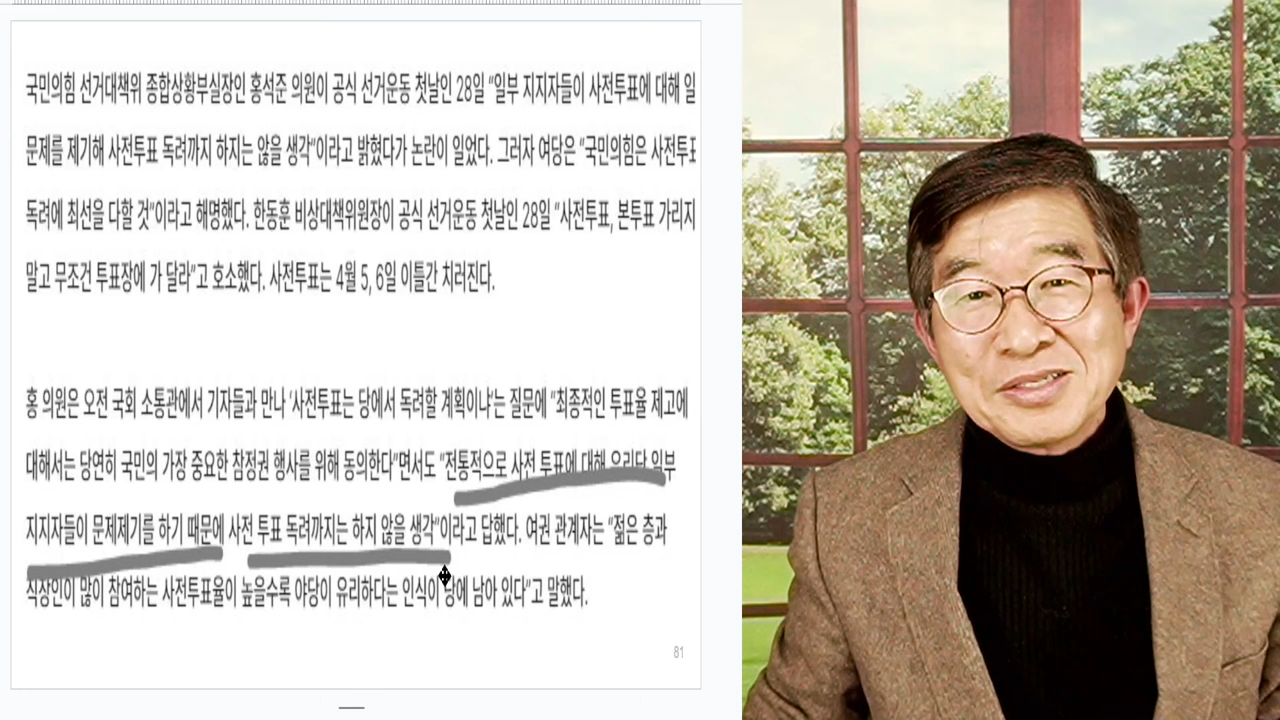 국민의힘 선거대책위 종합상황부실장인 홍석준 의원이 공식 선거운동 첫날인 28일 “일부 지지자들이 사전투표에 대해 일
문제를 제기해 사전투표 독려까지 하지는 않을 생각”이라고 밝혔다가 논란이 일었다. 그러자 여당은 “국민의힘은 사전투표
독려에 최선을 다할 것”이라고 해명했다. 한동훈 비상대책위원장이 공식 선거운동 첫날인 28일 “사전투표, 본투표 가리지
말고 무조건 투표장에 가 달라”고 호소했다. 사전투표는 4월 5, 6일 이틀간 치러진다.
홍 의원은 오전 국회 소통관에서 기자들과 만나 ‘사전투표는 당에서 독려할 계획이냐’는 질문에 “최종적인 투표율 제고에
대해서는 당연히 국민의 가장 중요한 참정권 행사를 위해 동의한다”면서도 “전통적으로 사전 투표에 대해 우리당 일부
지지자들이 문제제기를 하기 때문에 사전 투표 독려까지는 하지 않을 생각”이라고 답했다. 여권 관계자는 “젊은 층과
직장인이 많이 참여하는 사전투표율이 높을수록 야당이 유리하다는 인식이 당에 남아 있다”고 말했다.
81